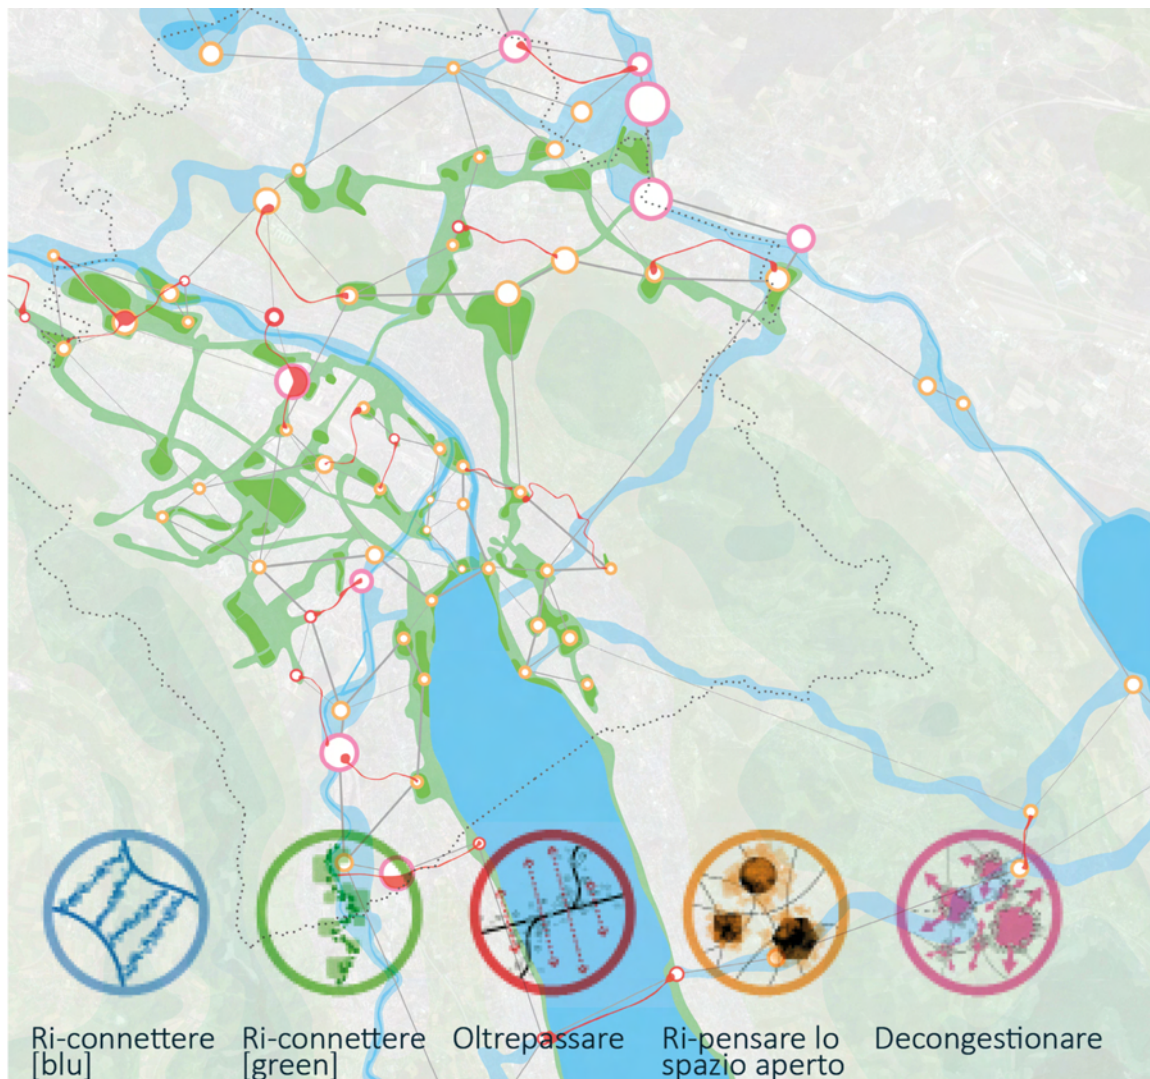 Ri-connettere
[blu]
Ri-connettere
[green]
Oltrepassare
Ri-pensare lo
spazio aperto
Decongestionare